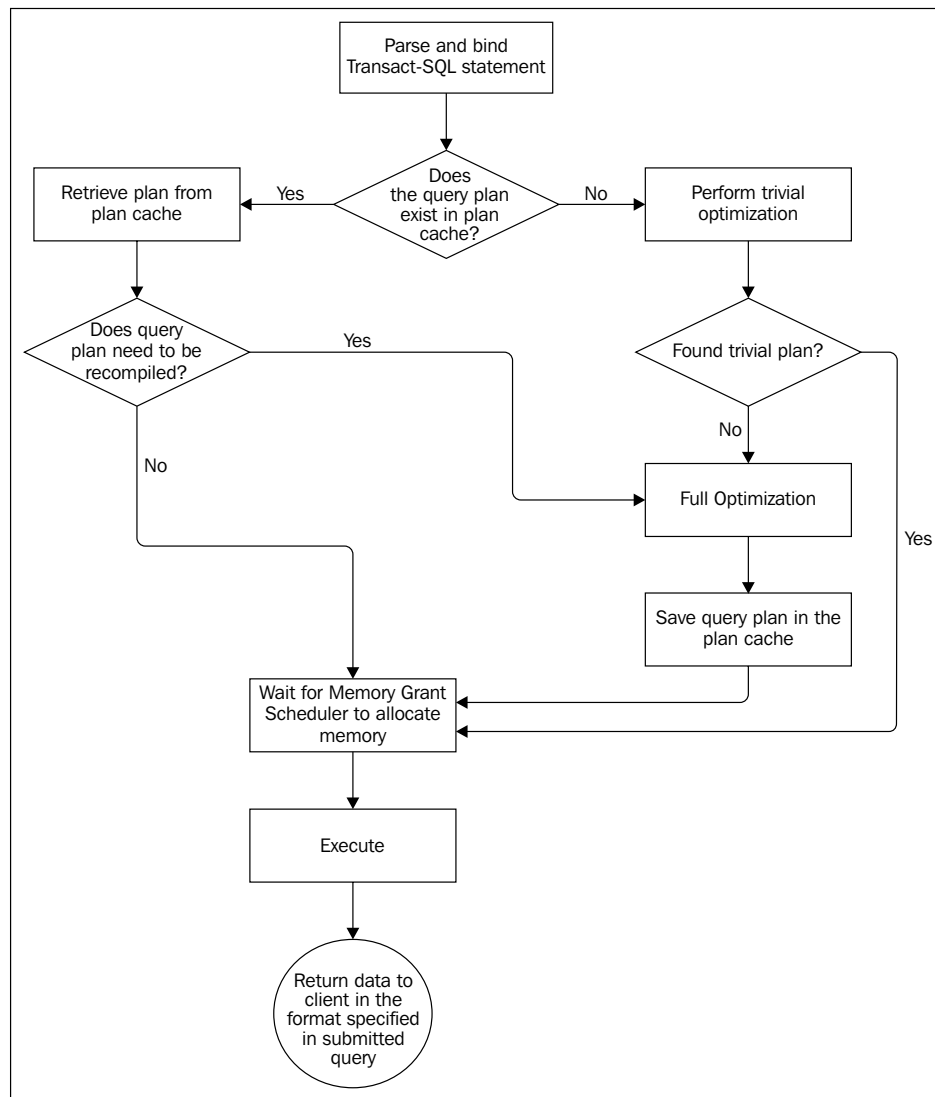 Parse and bind
Transact-SQL statement
Does
the query plan
exist in plan
cache?
Yes
No
Retrieve plan from
plan cache
Perform trivial
optimization
Does query
plan need to be
recompiled?
Yes
Found trivial plan?
No
No
Full Optimization
Yes
Save query plan in the
plan cache
Wait for Memory Grant
Scheduler to allocate
memory
Execute
Return data to
client in the
format specified
in submitted
query